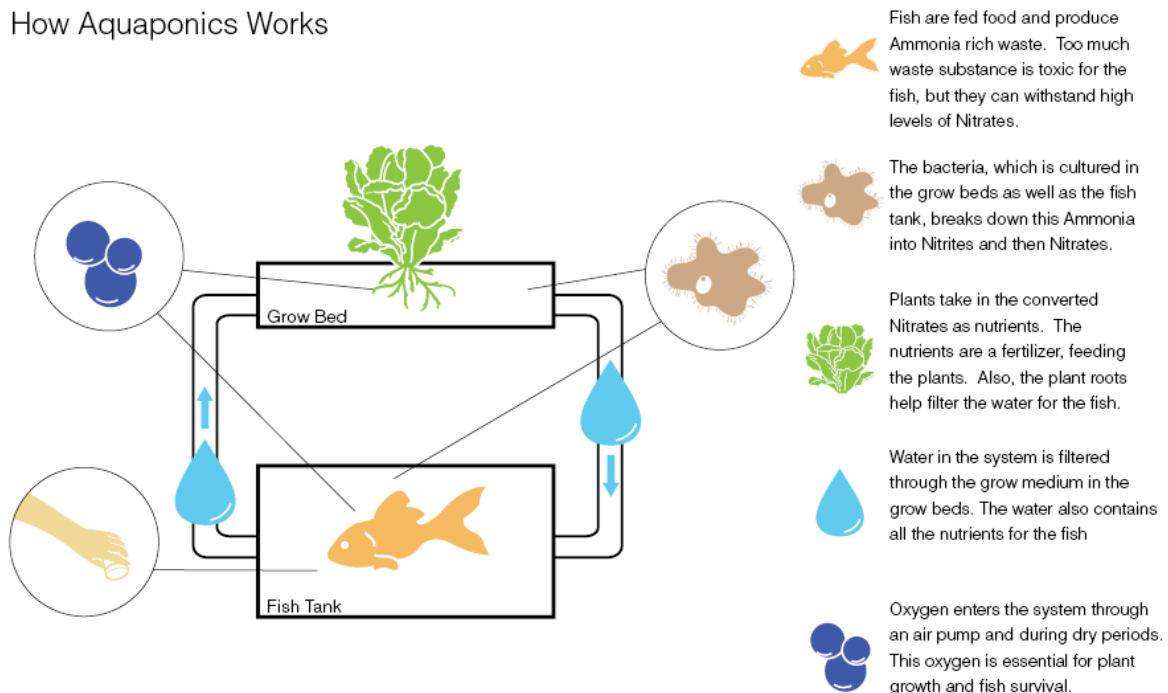 How Aquaponics Works
Grow Bed
Fish Tank
Fish are fed food and produce
Ammonia rich waste. Too much
waste substance is toxic for the
fish, but they can withstand high
levels of Nitrates.
The bacteria, which is cultured in
the grow beds as well as the fish
tank, breaks down this Ammonia
into Nitrites and then Nitrates.
Plants take in the converted
Nitrates as nutrients. The
nutrients are a fertilizer, feeding
the plants. Also, the plant roots
help filter the water for the fish.
Water in the system is filtered
through the grow medium in the
grow beds. The water also contains
all the nutrients for the fish
Oxygen enters the system through
an air pump and during dry periods.
This oxygen is essential for plant
growth and fish survival.